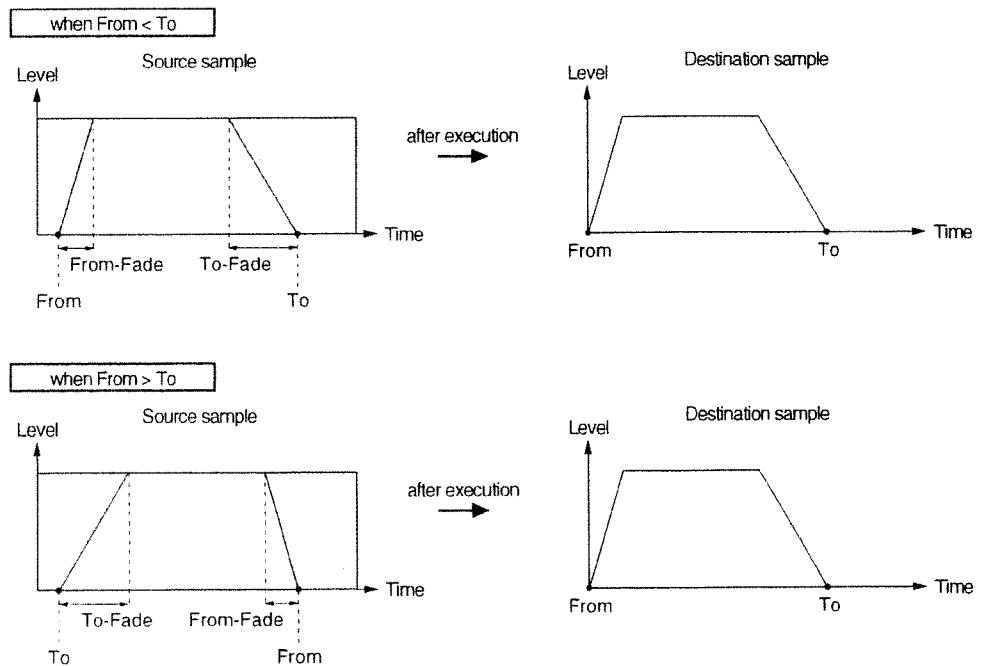 when From < To
Source sample
Destination sample
Level
Level
after execution
Time
Time
From-Fade
To-Fade
From
To
From
To
when From > To
Source sample
Destination sample
Level
Level
after execution
Time
Time
To-Fade
From-Fade
From
To
To
From